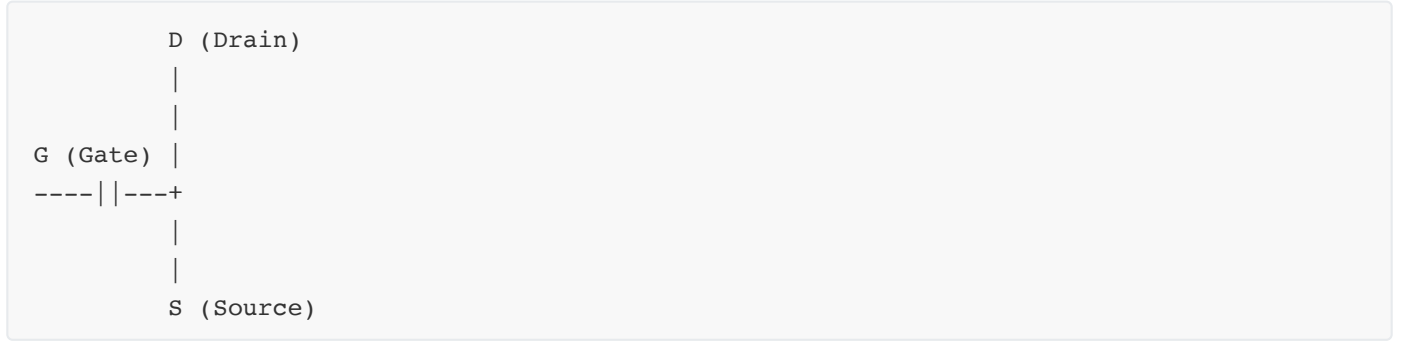 D (Drain)
|
|
G (Gate) |
----||---+
|
|
S (Source)